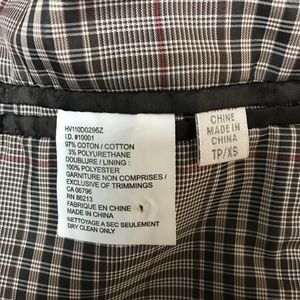 HV110D0296Z
I.D. #10001
97% COTON / COTTON
3% POLYURETHANE
DOUBLURE / LINING :
100% POLYESTER
GARNITURE NON COMPRISES /
EXCLUSIVE OF TRIMMINGS
CA 06796
RN 86213
FABRIQUE EN CHINE
MADE IN CHINA
NETTOYAGE A SEC SEULEMENT
DRY CLEAN ONLY
CHINE
MADE IN
CHINA
TP/XS